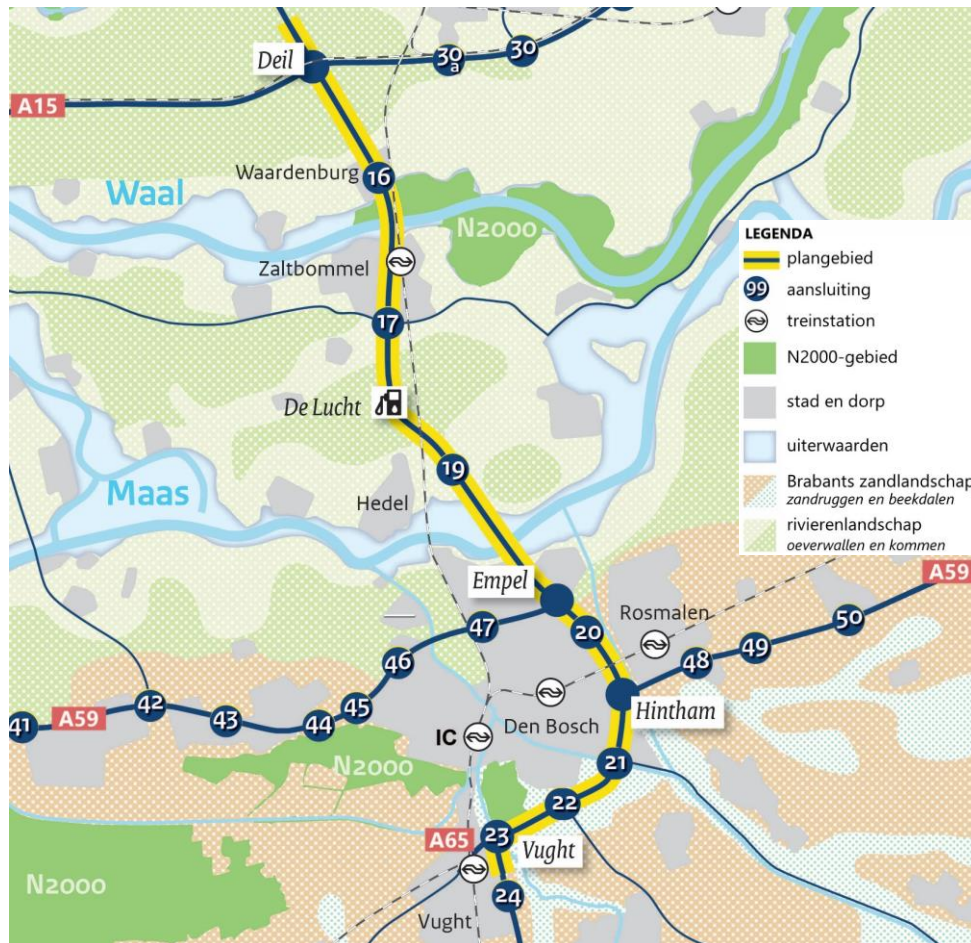 Deil
30a
30
A15
Waardenburg
16
Waal
N2000
Zaltbommel
17
De Lucht
19
Maas
Hedel
Empel
A59
Rosmalen
20
47
50
49
48
46
42
45
41
A59
43
44
Hintham
Den Bosch
IC
21
N2000
22
A65
23
Vught
N2000
24
Vught
LEGENDA
plangebied
99 aansluiting
treinstation
N2000-gebied
stad en dorp
uiterwaarden
Brabants zandlandschap
zandruggen en beekdalen
rivierenlandschap
oeverwallen en kommen